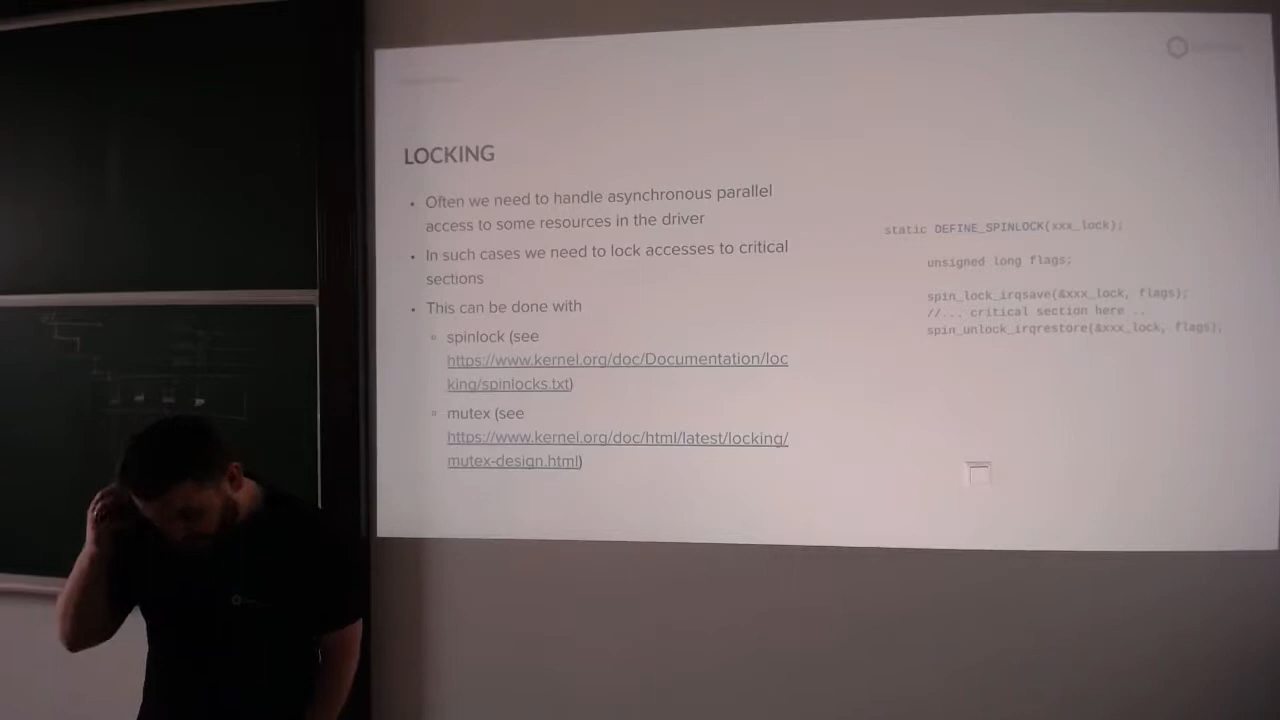 LOCKING
• Often we need to handle asynchronous parallel
access to some resources in the driver
• In such cases we need to lock accesses to critical
sections
• This can be done with
▫ spinlock (see
https://www.kernel.org/doc/Documentation/loc
king/spinlocks.txt)
▫ mutex (see
https://www.kernel.org/doc/html/latest/locking/
mutex-design.html)
static DEFINE_SPINLOCK(xxx_lock);
unsigned long flags;
spin_lock_irqsave(&xxx_lock, flags);
//... critical section here ..
spin_unlock_irqrestore(&xxx_lock, flags);